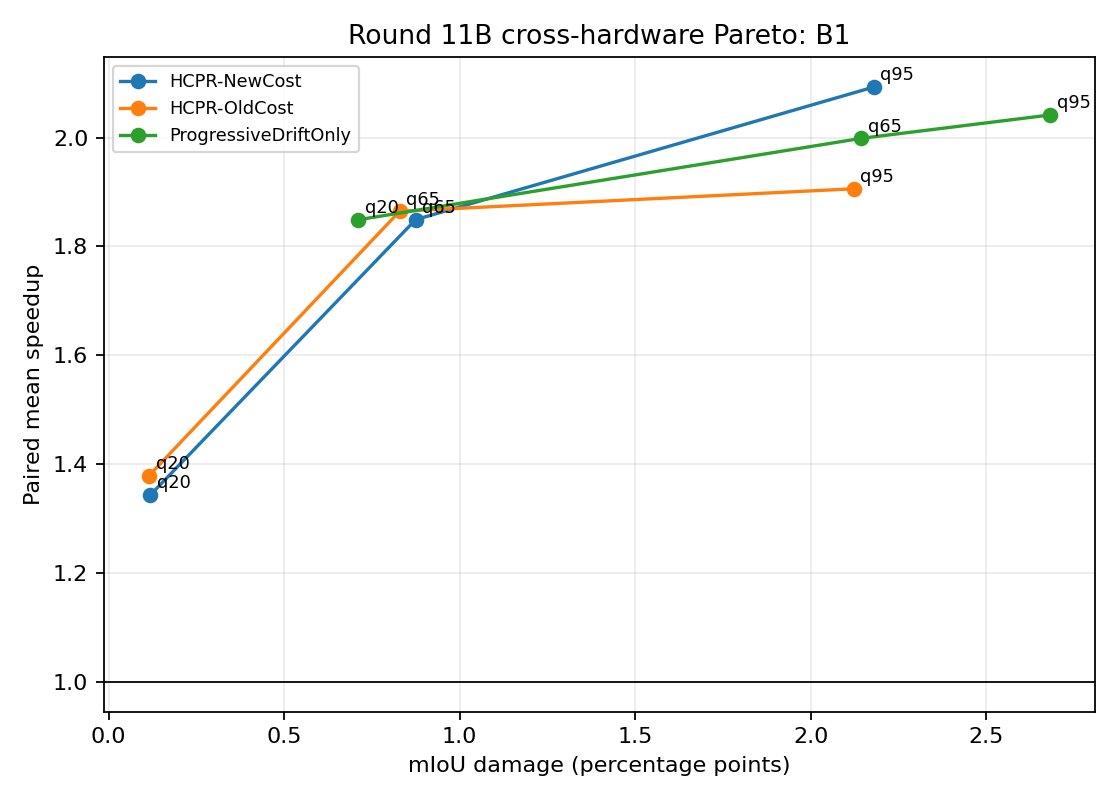 Round 11B cross-hardware Pareto: B1
HCPR-NewCost
HCPR-OldCost
ProgressiveDriftOnly
q95
q95
q65
q95
q20
q65
q65
q20
q20
2.0
1.8
1.6
1.4
1.2
1.0
Paired mean speedup
0.0
0.5
1.0
1.5
2.0
2.5
mIoU damage (percentage points)